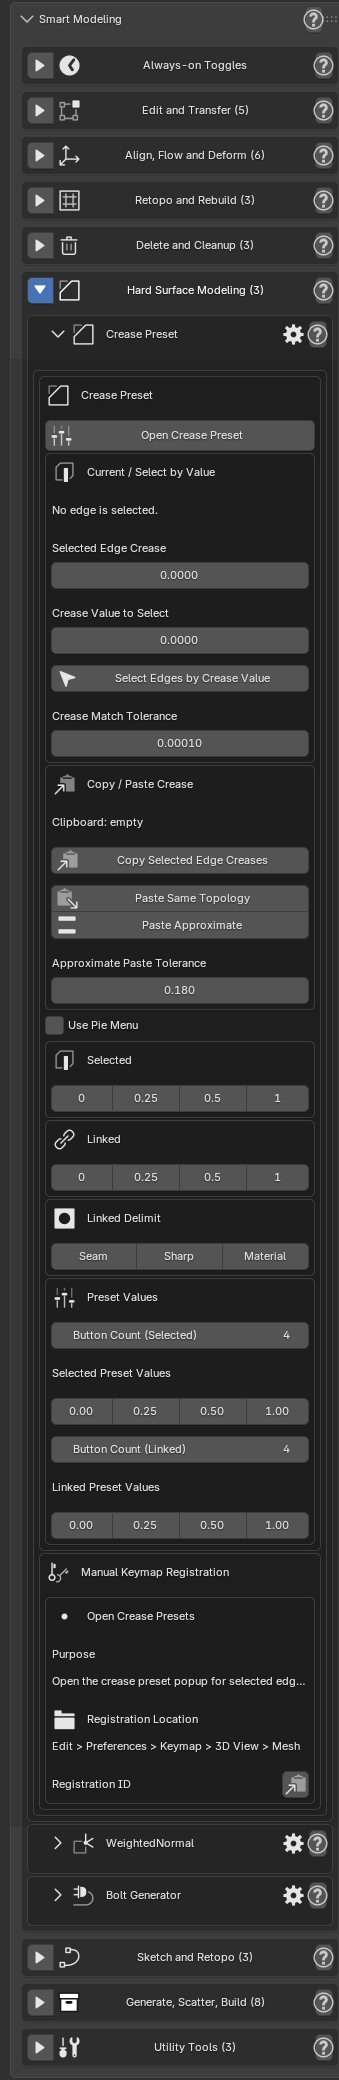 Smart Modeling
Always-on Toggles
Edit and Transfer (5)
Align, Flow and Deform (6)
Retopo and Rebuild (3)
Delete and Cleanup (3)
Hard Surface Modeling (3)
Crease Preset
Crease Preset
Open Crease Preset
Current / Select by Value
No edge is selected.
Selected Edge Crease
0.0000
Crease Value to Select
0.0000
Select Edges by Crease Value
Crease Match Tolerance
0.00010
Copy / Paste Crease
Clipboard: empty
Copy Selected Edge Creases
Paste Same Topology
Paste Approximate
Approximate Paste Tolerance
0.180
Use Pie Menu
Selected
0 0.25 0.5 1
Linked
0 0.25 0.5 1
Linked Delimit
Seam Sharp Material
Preset Values
Button Count (Selected) 4
Selected Preset Values
0.00 0.25 0.50 1.00
Button Count (Linked) 4
Linked Preset Values
0.00 0.25 0.50 1.00
Manual Keymap Registration
Open Crease Presets
Purpose
Open the crease preset popup for selected edg...
Registration Location
Edit > Preferences > Keymap > 3D View > Mesh
Registration ID
WeightedNormal
Bolt Generator
Sketch and Retopo (3)
Generate, Scatter, Build (8)
Utility Tools (3)